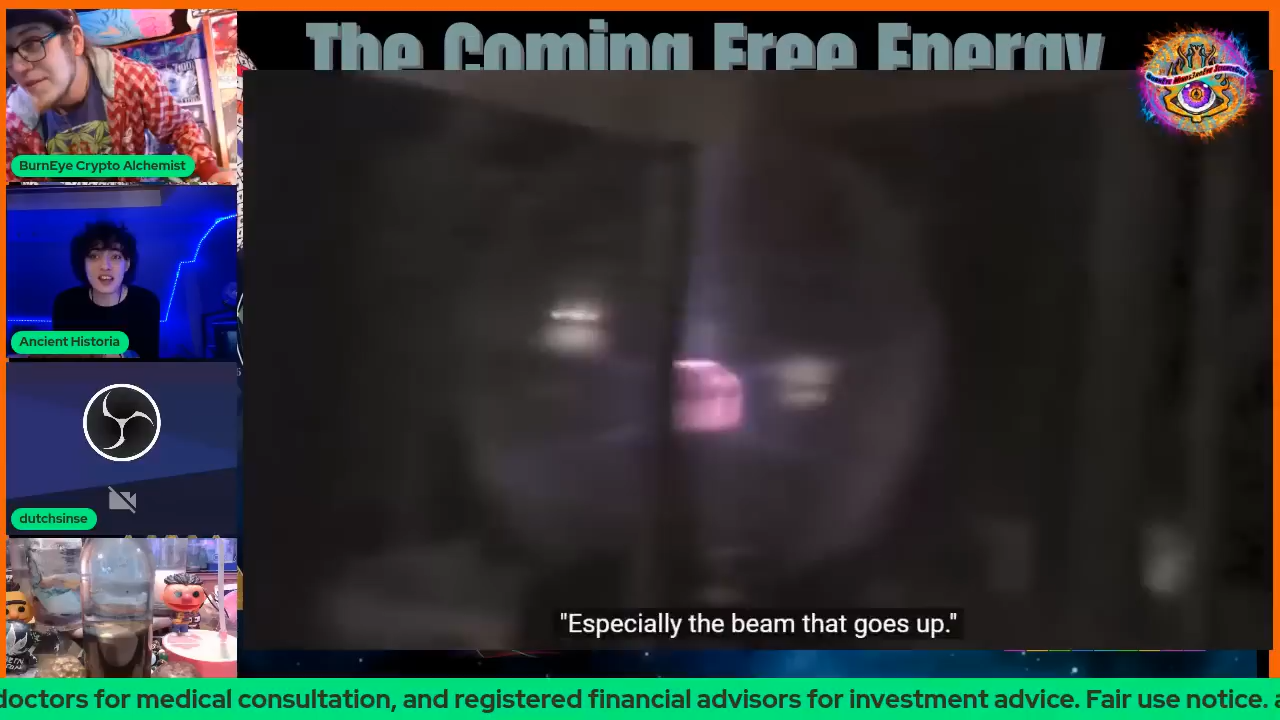 The Coming Free Energy
BurnEye Crypto Alchemist
Ancient Historia
dutchsinse
"Especially the beam that goes up."
doctors for medical consultation, and registered financial advisors for investment advice. Fair use notice.